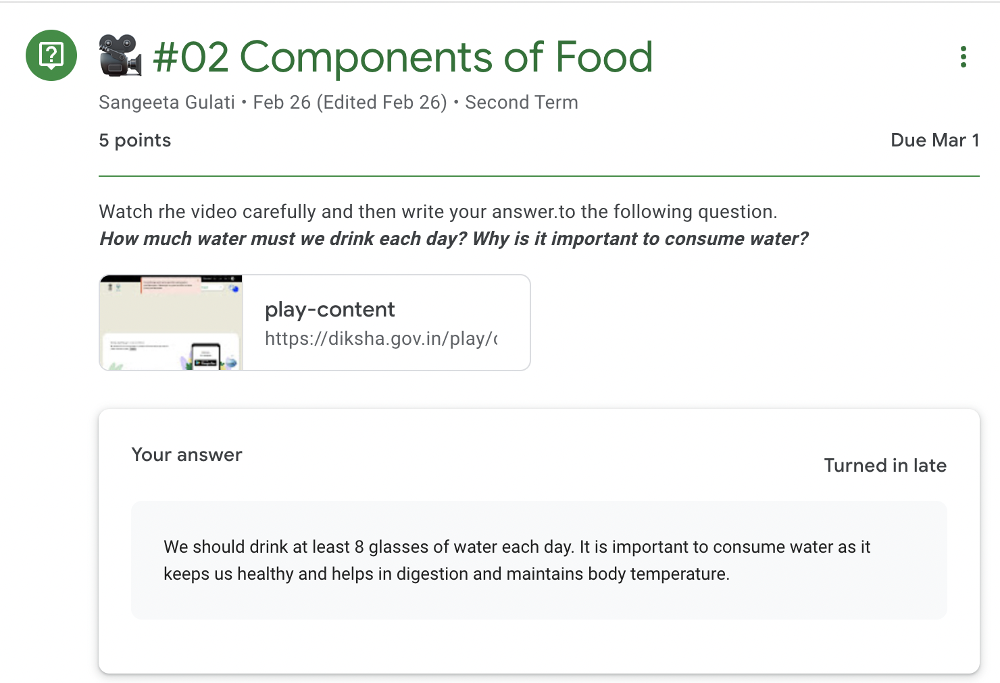 #02 Components of Food
Sangeeta Gulati • Feb 26 (Edited Feb 26) • Second Term
5 points
Due Mar 1
Watch rhe video carefully and then write your answer.to the following question.
How much water must we drink each day? Why is it important to consume water?
play-content
https://diksha.gov.in/play/c
Your answer
Turned in late
We should drink at least 8 glasses of water each day. It is important to consume water as it
keeps us healthy and helps in digestion and maintains body temperature.